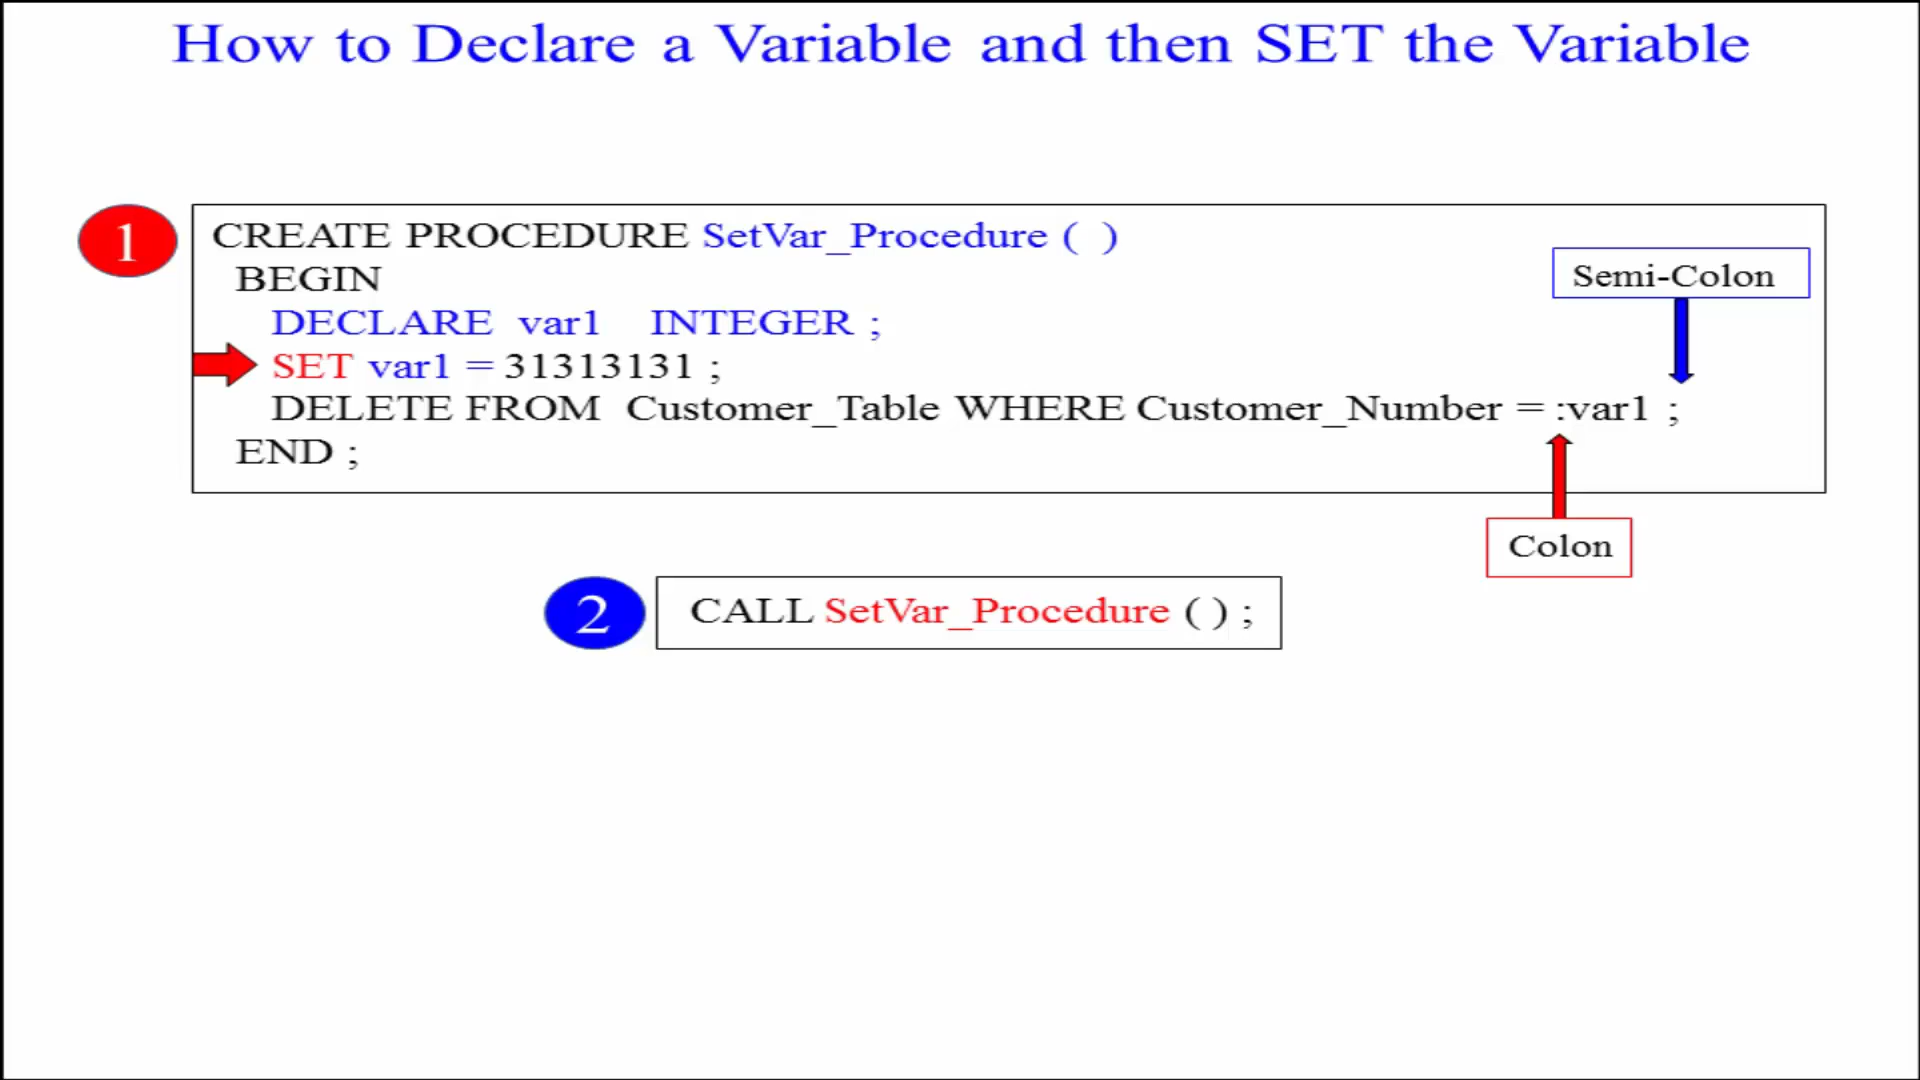 How to Declare a Variable and then SET the Variable
1
CREATE PROCEDURE SetVar_Procedure ( )
BEGIN
Semi-Colon
DECLARE var1 INTEGER ;
SET var1 = 31313131 ;
DELETE FROM Customer_Table WHERE Customer_Number = :var1 ;
END ;
Colon
2
CALL SetVar_Procedure ( ) ;